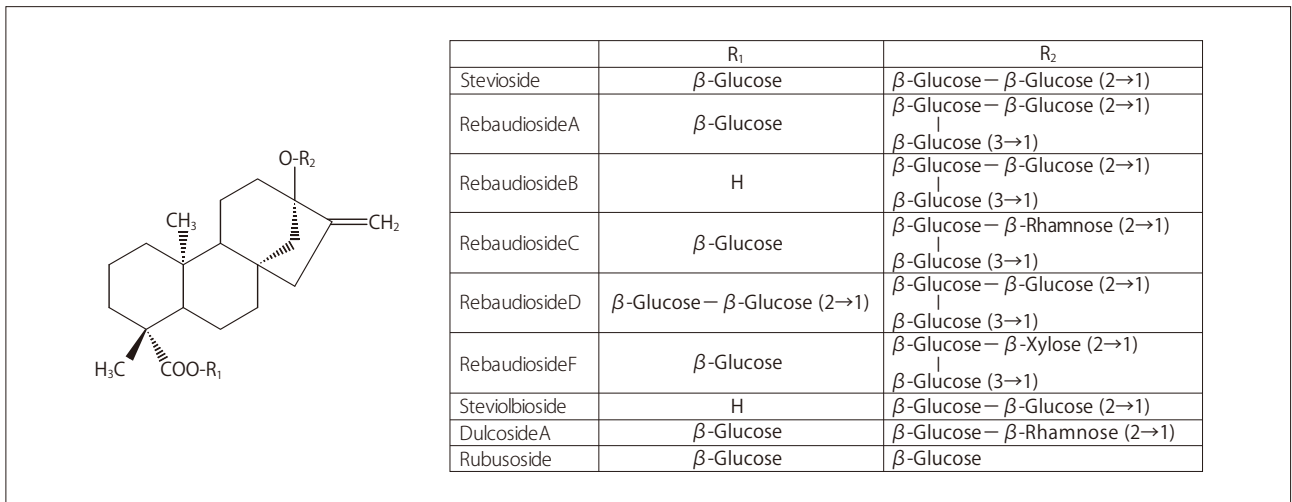 O-R₂
CH₃
CH₂
H₃C COO-R₁
R₁ R₂
Stevioside β-Glucose β-Glucose— β-Glucose (2→1)
RebaudiosideA β-Glucose β-Glucose— β-Glucose (2→1)
β-Glucose (3→1)
RebaudiosideB H β-Glucose— β-Glucose (2→1)
β-Glucose (3→1)
RebaudiosideC β-Glucose β-Glucose— β-Rhamnose (2→1)
β-Glucose (3→1)
RebaudiosideD β-Glucose— β-Glucose (2→1) β-Glucose— β-Glucose (2→1)
β-Glucose (3→1)
RebaudiosideF β-Glucose β-Glucose— β-Xylose (2→1)
β-Glucose (3→1)
Steviolbioside H β-Glucose— β-Glucose (2→1)
DulcosideA β-Glucose β-Glucose— β-Rhamnose (2→1)
Rubusoside β-Glucose β-Glucose